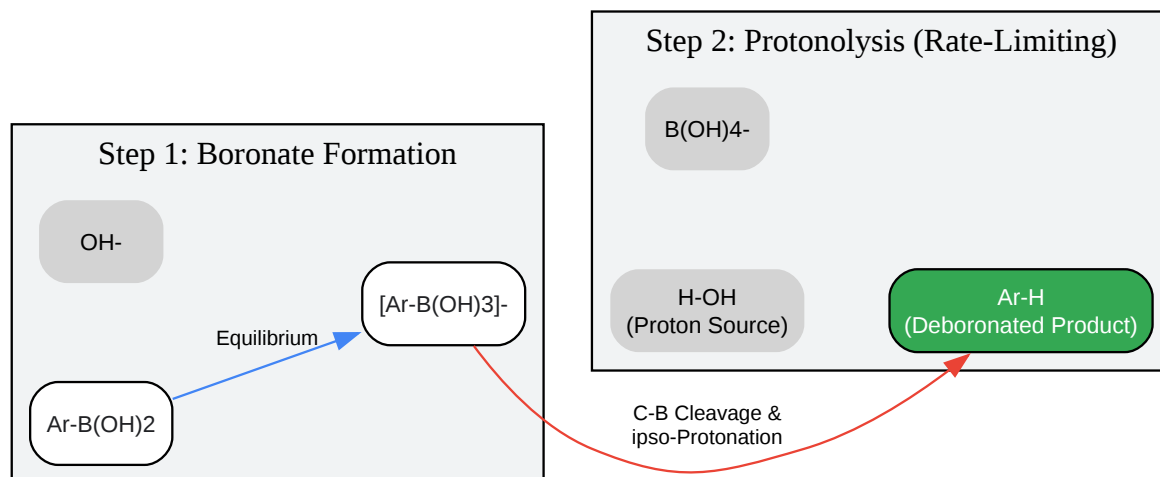 Step 1: Boronate Formation
OH-
[Ar-B(OH)3]-
Equilibrium
Ar-B(OH)2
Step 2: Protonolysis (Rate-Limiting)
B(OH)4-
H-OH
(Proton Source)
Ar-H
(Deboronated Product)
C-B Cleavage &
ipso-Protonation